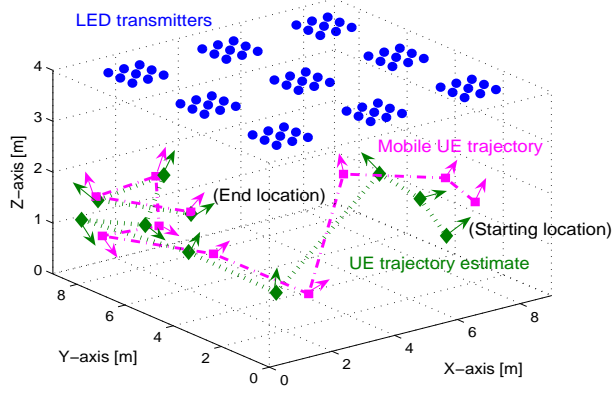 LED transmitters
4
3
2
1
0
Z−axis [m]
Mobile UE trajectory
(End location)
(Starting location)
UE trajectory estimate
8
6
4
2
0
Y−axis [m]
0
2
4
6
8
X−axis [m]